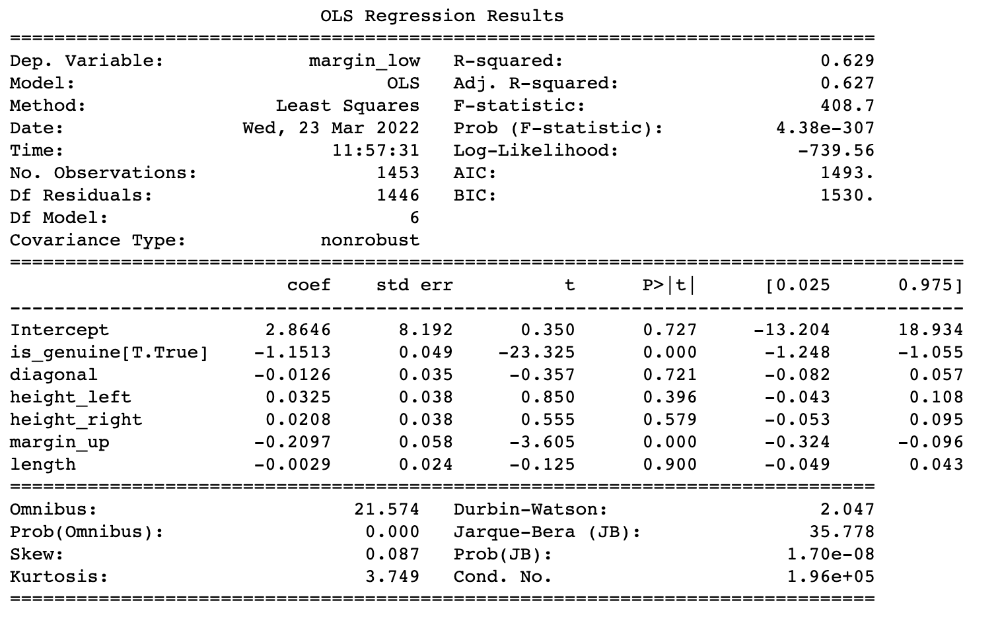 OLS Regression Results
==============================================================================
Dep. Variable: margin_low R-squared: 0.629
Model: OLS Adj. R-squared: 0.627
Method: Least Squares F-statistic: 408.7
Date: Wed, 23 Mar 2022 Prob (F-statistic): 4.38e-307
Time: 11:57:31 Log-Likelihood: -739.56
No. Observations: 1453 AIC: 1493.
Df Residuals: 1446 BIC: 1530.
Df Model: 6
Covariance Type: nonrobust
======================================================================================
coef std err t P>|t| [0.025 0.975]
--------------------------------------------------------------------------------------
Intercept 2.8646 8.192 0.350 0.727 -13.204 18.934
is_genuine[T.True] -1.1513 0.049 -23.325 0.000 -1.248 -1.055
diagonal -0.0126 0.035 -0.357 0.721 -0.082 0.057
height_left 0.0325 0.038 0.850 0.396 -0.043 0.108
height_right 0.0208 0.038 0.555 0.579 -0.053 0.095
margin_up -0.2097 0.058 -3.605 0.000 -0.324 -0.096
length -0.0029 0.024 -0.125 0.900 -0.049 0.043
==============================================================================
Omnibus: 21.574 Durbin-Watson: 2.047
Prob(Omnibus): 0.000 Jarque-Bera (JB): 35.778
Skew: 0.087 Prob(JB): 1.70e-08
Kurtosis: 3.749 Cond. No. 1.96e+05
==============================================================================